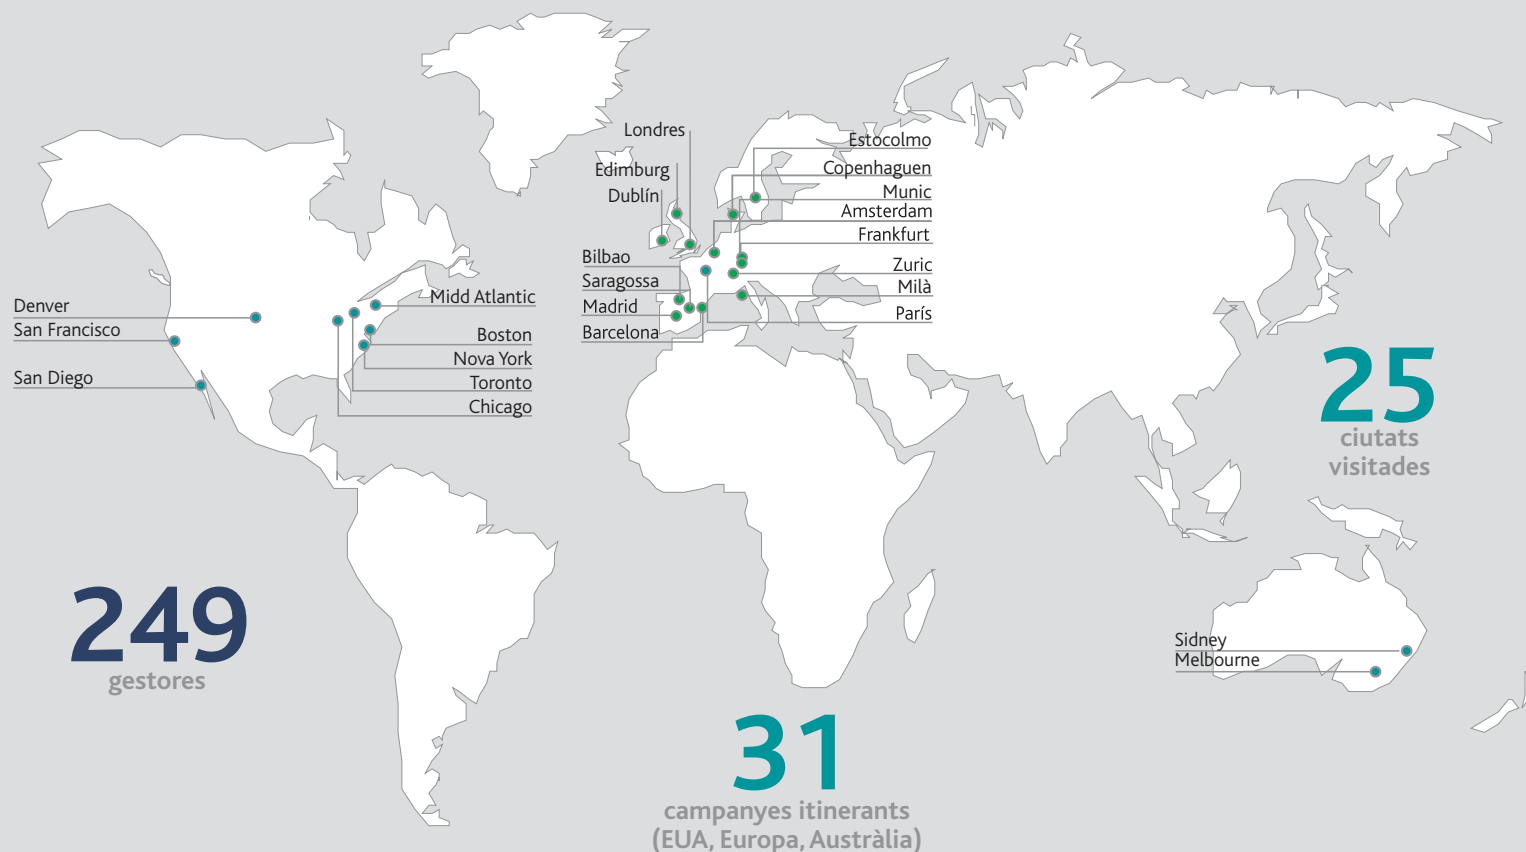 Londres
Edimburg
Dublín
Estocolmo
Copenhaguen
Munic
Amsterdam
Frankfurt
Zuric
Milà
París
Bilbao
Saragossa
Madrid
Barcelona
Denver
San Francisco
San Diego
Midd Atlantic
Boston
Nova York
Toronto
Chicago
25
ciutats
visitades
249
gestores
Sidney
Melbourne
31
campanyes itinerants
(EUA, Europa, Austràlia)